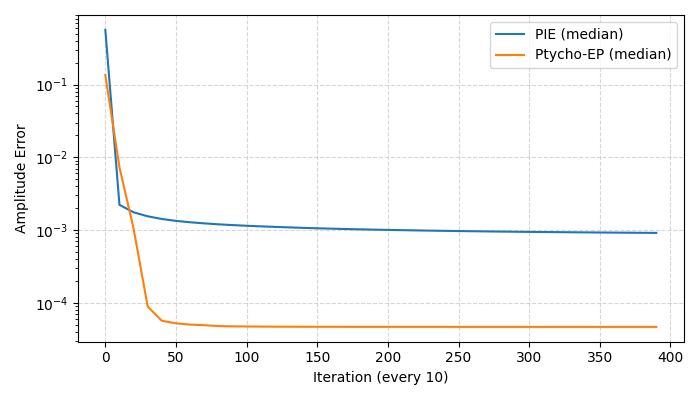 PIE (median)
Ptycho-EP (median)
Amplitude Error
10⁻¹
10⁻²
10⁻³
10⁻⁴
0 50 100 150 200 250 300 350 400
Iteration (every 10)